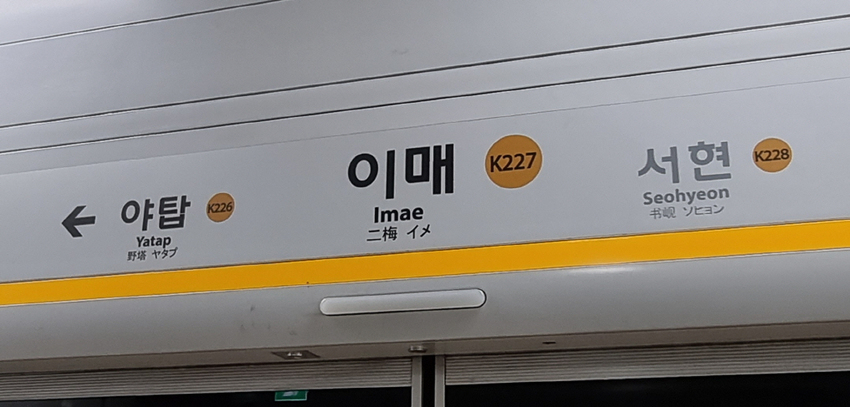 야탑 K226
Yatap
野塔 ヤタプ
이매 K227
Imae
二梅 イメ
서현 K228
Seohyeon
书岘 ソヒョン